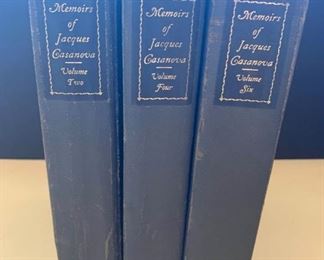 Memoirs
of
Jacques
Casanova
Volume
Two
Memoirs
of
Jacques
Casanova
Volume
Four
Memoirs
of
Jacques
Casanova
Volume
Six